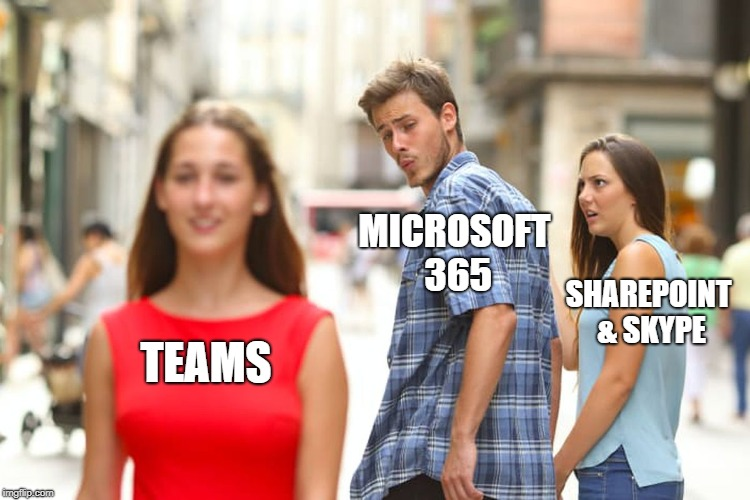 MICROSOFT
365
SHAREPOINT
& SKYPE
TEAMS
imgflip.com